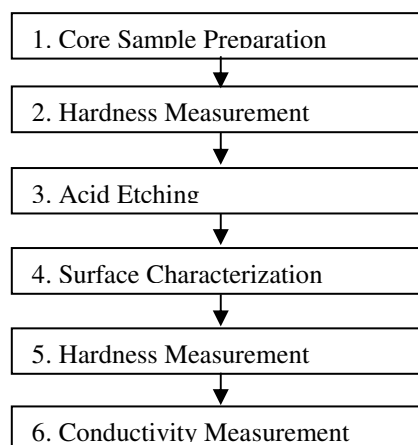 1. Core Sample Preparation
2. Hardness Measurement
3. Acid Etching
4. Surface Characterization
5. Hardness Measurement
6. Conductivity Measurement